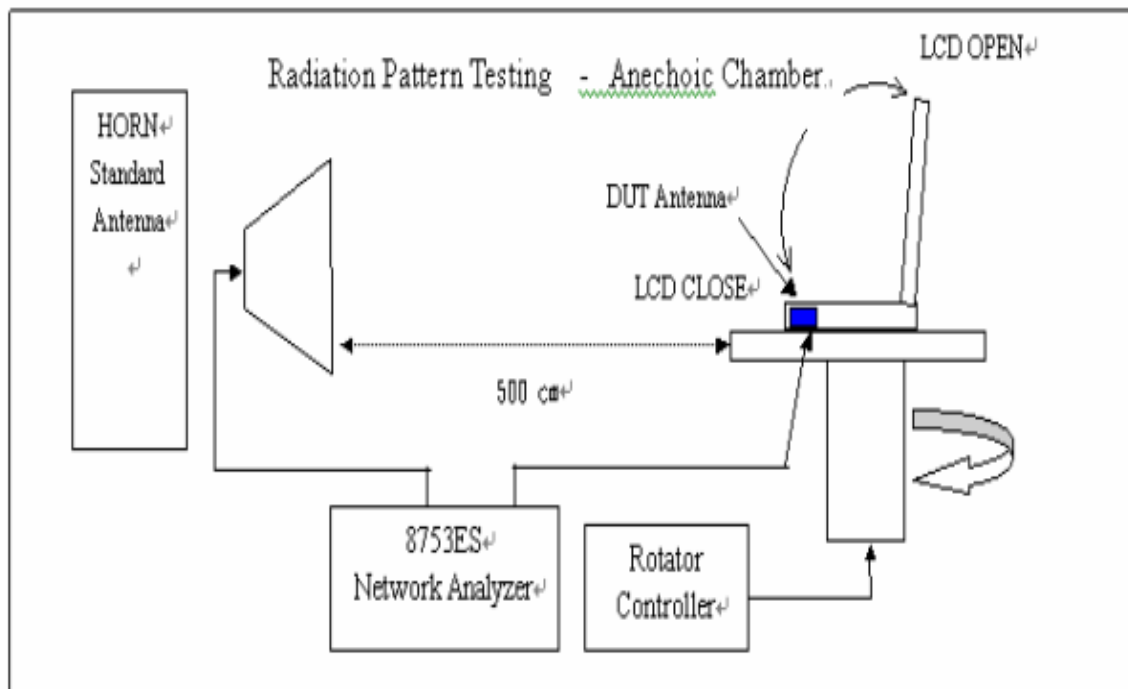 LCD OPEN↵
Radiation Pattern Testing - Anechoic Chamber.
HORN↵
Standard
Antenna↵
↵
DUT Antenna↵
LCD CLOSE↵
500 cm↵
8753ES↵
Network Analyzer↵
Rotator
Controller↵